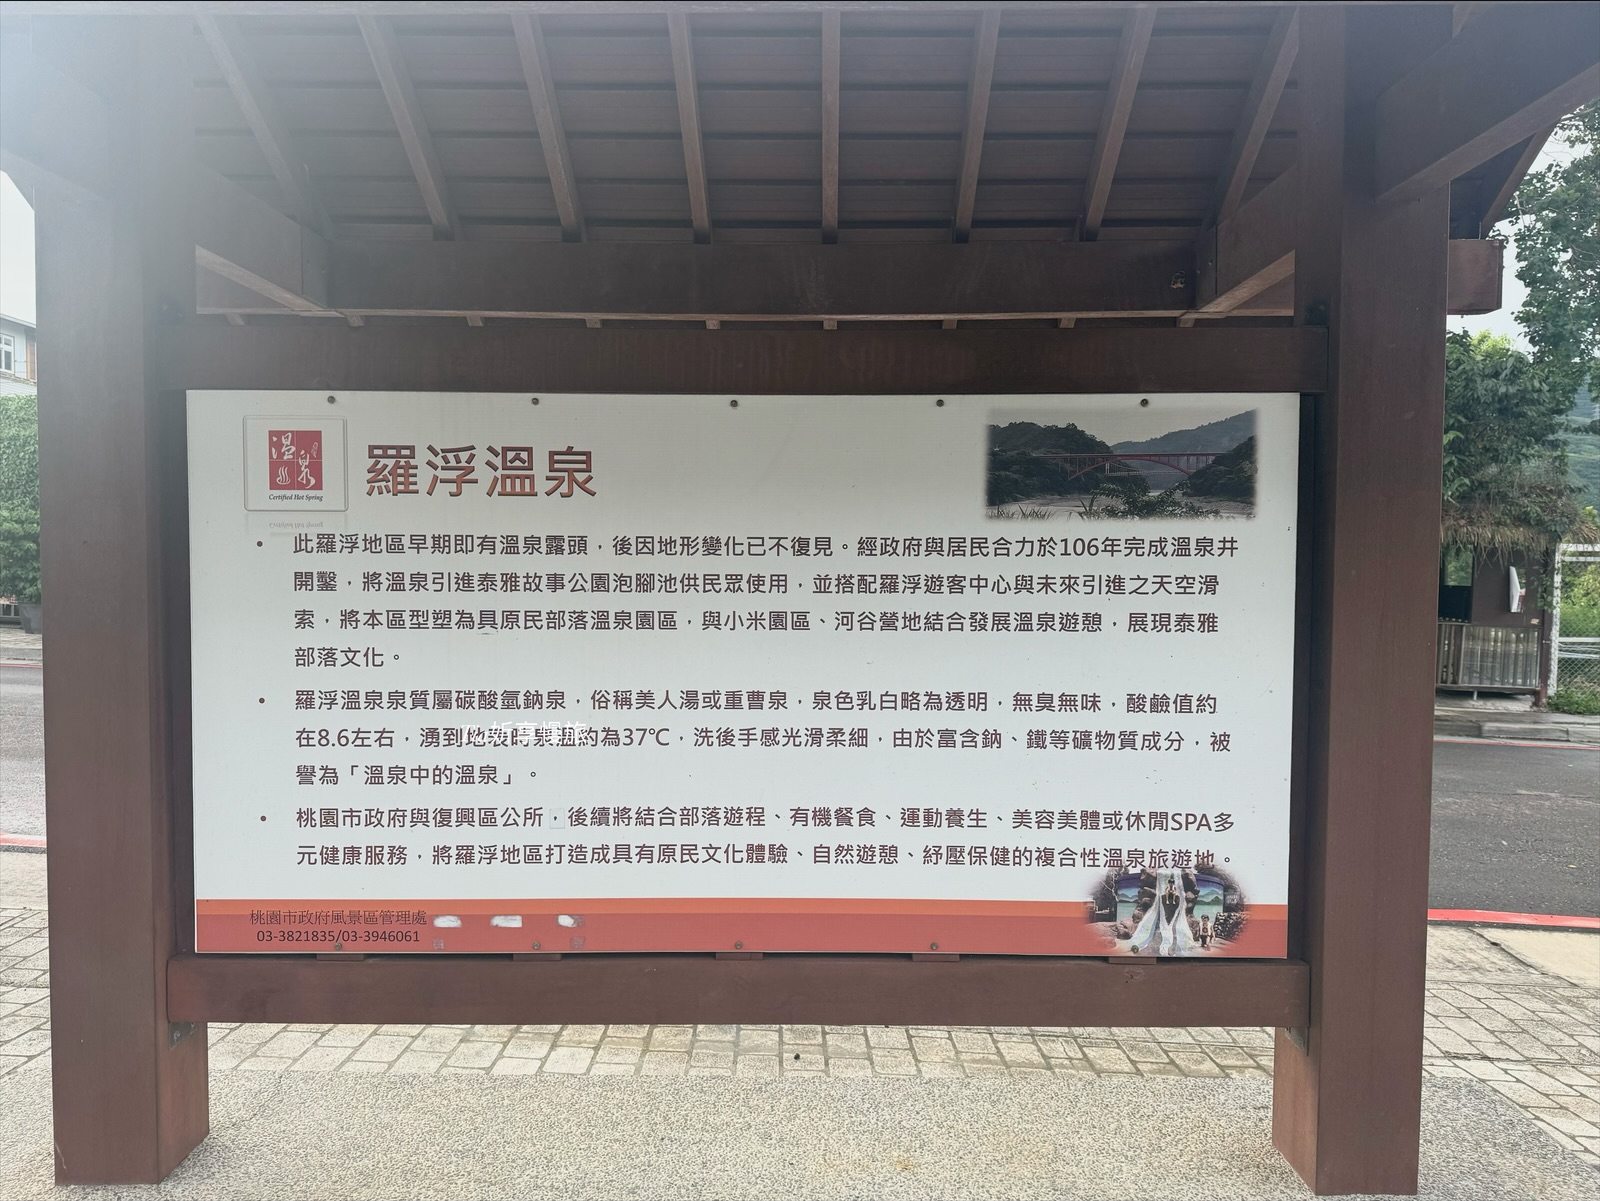 溫泉
Certified Hot Spring
羅浮溫泉
• 此羅浮地區早期即有溫泉露頭，後因地形變化已不復見。經政府與居民合力於106年完成溫泉井
開鑿，將溫泉引進泰雅故事公園泡腳池供民眾使用，並搭配羅浮遊客中心與未來引進之天空滑
索，將本區型塑為具原民部落溫泉園區，與小米園區、河谷營地結合發展溫泉遊憩，展現泰雅
部落文化。
• 羅浮溫泉泉質屬碳酸氫鈉泉，俗稱美人湯或重曹泉，泉色乳白略為透明，無臭無味，酸鹼值約
在8.6左右，湧到地表時泉溫約為37℃，洗後手感光滑柔細，由於富含鈉、鐵等礦物質成分，被
譽為「溫泉中的溫泉」。
• 桃園市政府與復興區公所，後續將結合部落遊程、有機餐食、運動養生、美容美體或休閒SPA多
元健康服務，將羅浮地區打造成具有原民文化體驗、自然遊憩、紓壓保健的複合性溫泉旅遊地。
桃園市政府風景區管理處
03-3821835/03-3946061